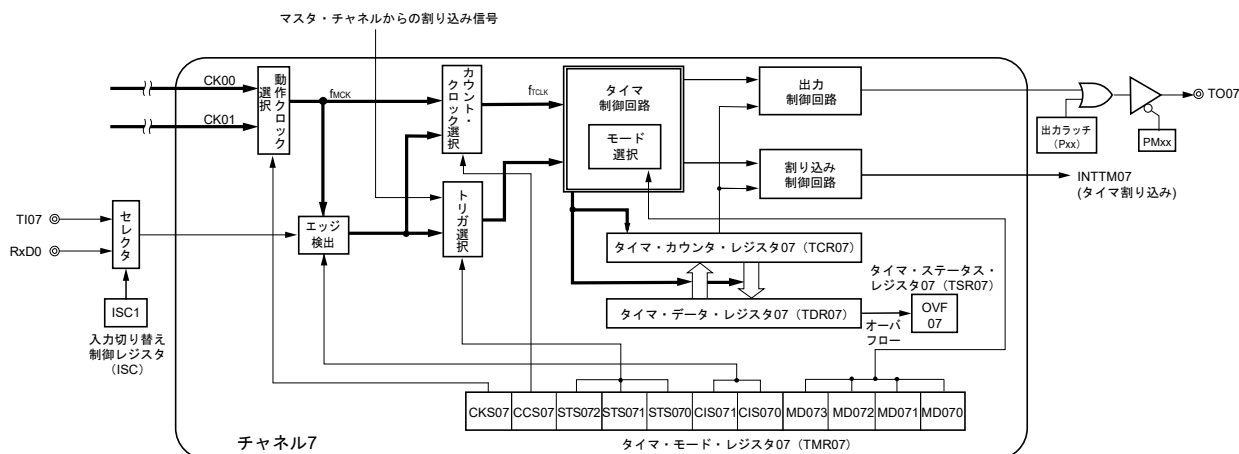 マスタ・チャネルからの割り込み信号
CK00
CK01
動作クロック
選択
fMCK
カウント・
クロック選択
fTCLK
タイマ
制御回路
モード
選択
出力
制御回路
出力ラッチ
（Pxx）
PMxx
TO07
割り込み
制御回路
INTTM07
(タイマ割り込み)
TI07
RxD0
セレクタ
エッジ
検出
トリガ選択
ISC1
入力切り替え
制御レジスタ
（ISC）
タイマ・カウンタ・レジスタ07（TCR07）
タイマ・データ・レジスタ07（TDR07）
タイマ・ステータス・
レジスタ07（TSR07）
OVF
07
オーバ
フロー
CKS07 CCS07 STS072 STS071 STS070 CIS071 CIS070 MD073 MD072 MD071 MD070
タイマ・モード・レジスタ07（TMR07）
チャネル7